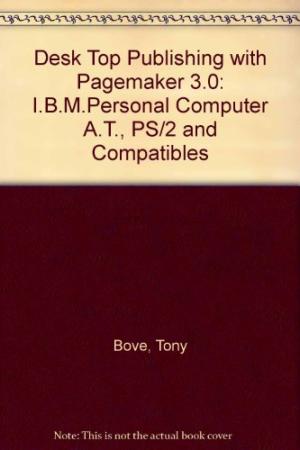 Desk Top Publishing with
Pagemaker 3.0:
I.B.M.Personal Computer
A.T., PS/2 and
Compatibles
Bove, Tony
Note: This is not the actual book cover